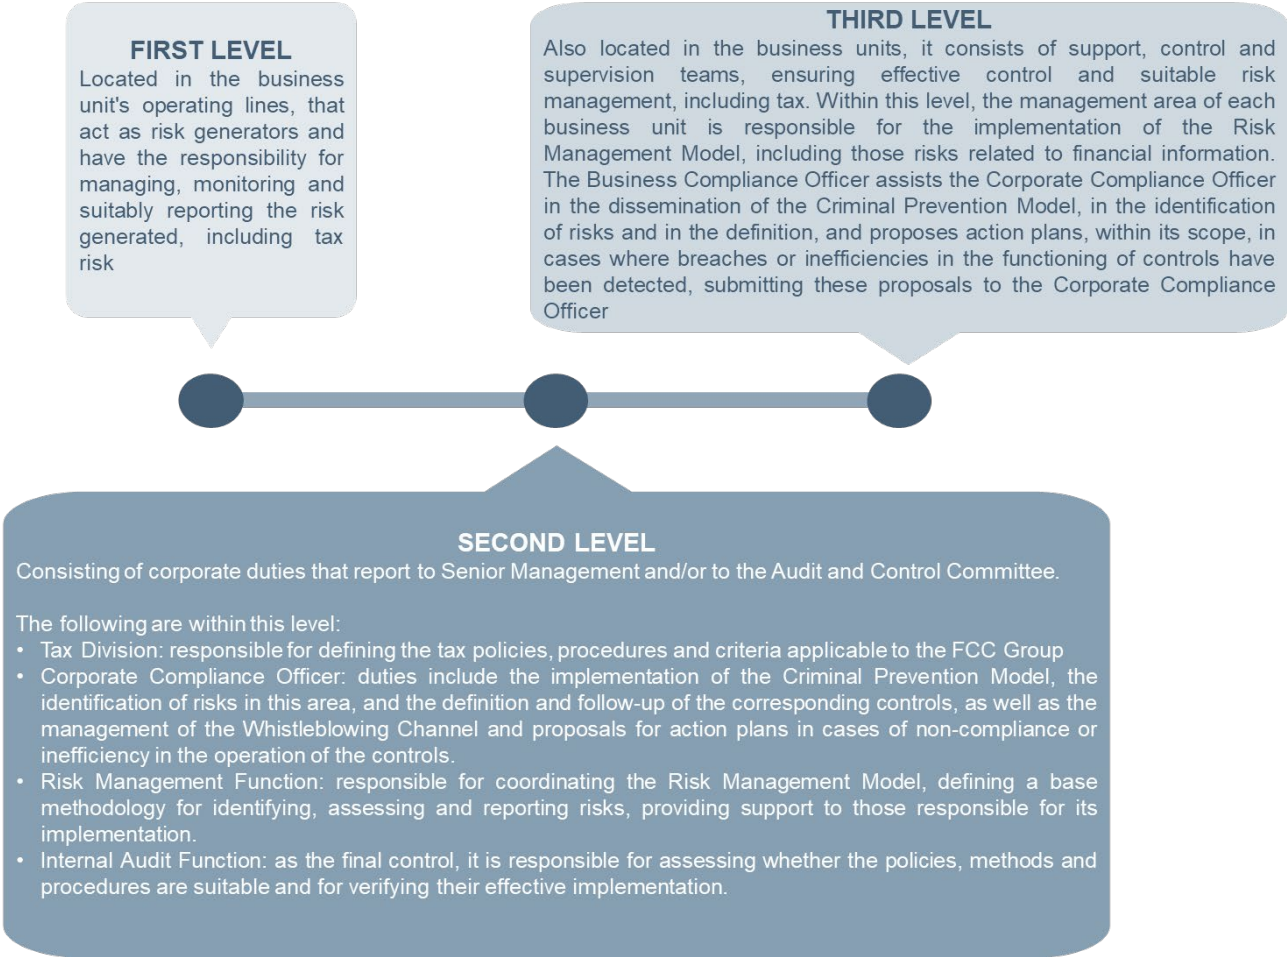 FIRST LEVEL
Located in the business
unit's operating lines, that
act as risk generators and
have the responsibility for
managing, monitoring and
suitably reporting the risk
generated, including tax
risk
THIRD LEVEL
Also located in the business units, it consists of support, control and
supervision teams, ensuring effective control and suitable risk
management, including tax. Within this level, the management area of each
business unit is responsible for the implementation of the Risk
Management Model, including those risks related to financial information.
The Business Compliance Officer assists the Corporate Compliance Officer
in the dissemination of the Criminal Prevention Model, in the identification
of risks and in the definition, and proposes action plans, within its scope, in
cases where breaches or inefficiencies in the functioning of controls have
been detected, submitting these proposals to the Corporate Compliance
Officer
SECOND LEVEL
Consisting of corporate duties that report to Senior Management and/or to the Audit and Control Committee.
The following are within this level:
• Tax Division: responsible for defining the tax policies, procedures and criteria applicable to the FCC Group
• Corporate Compliance Officer: duties include the implementation of the Criminal Prevention Model, the
identification of risks in this area, and the definition and follow-up of the corresponding controls, as well as the
management of the Whistleblowing Channel and proposals for action plans in cases of non-compliance or
inefficiency in the operation of the controls.
• Risk Management Function: responsible for coordinating the Risk Management Model, defining a base
methodology for identifying, assessing and reporting risks, providing support to those responsible for its
implementation.
• Internal Audit Function: as the final control, it is responsible for assessing whether the policies, methods and
procedures are suitable and for verifying their effective implementation.